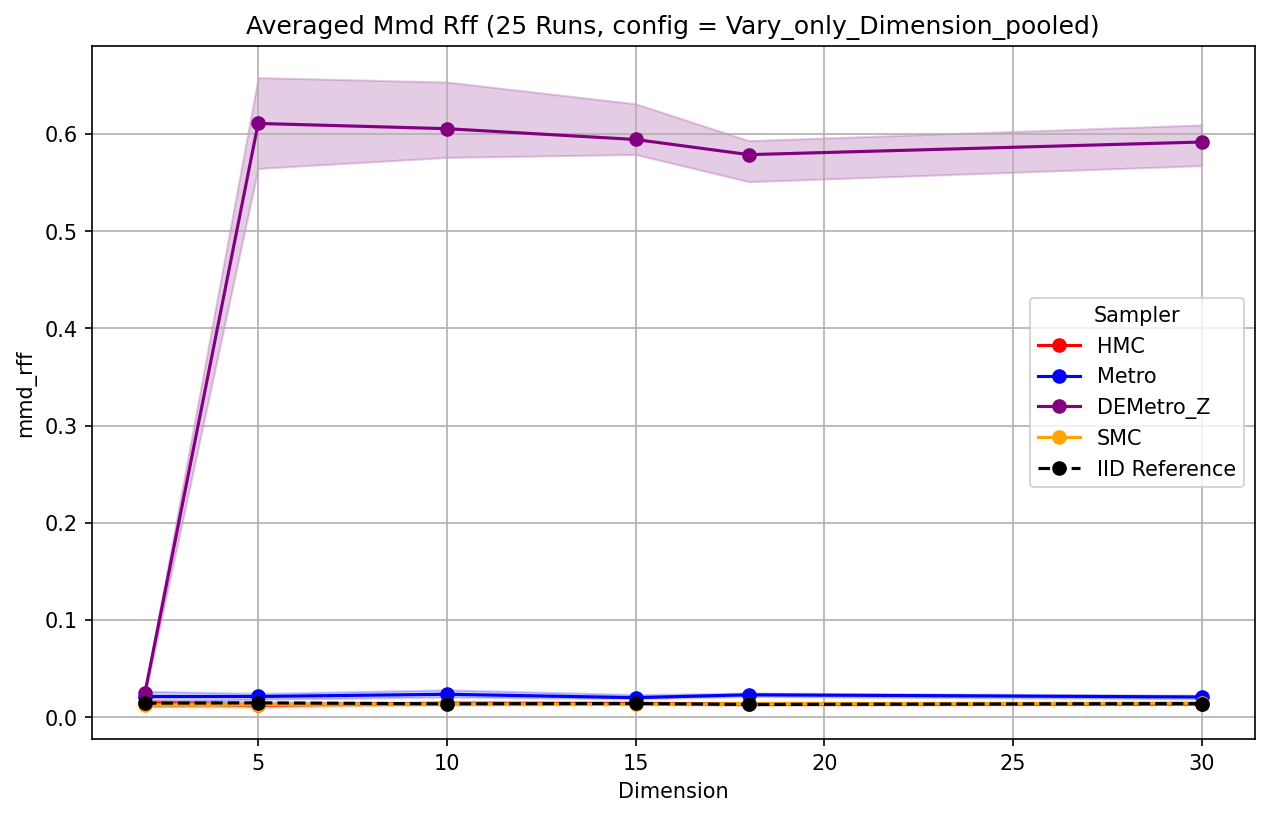 Averaged Mmd Rff (25 Runs, config = Vary_only_Dimension_pooled)
mmd_rff
0.6
0.5
0.4
0.3
0.2
0.1
0.0
Sampler
HMC
Metro
DEMetro_Z
SMC
IID Reference
5 10 15 20 25 30
Dimension